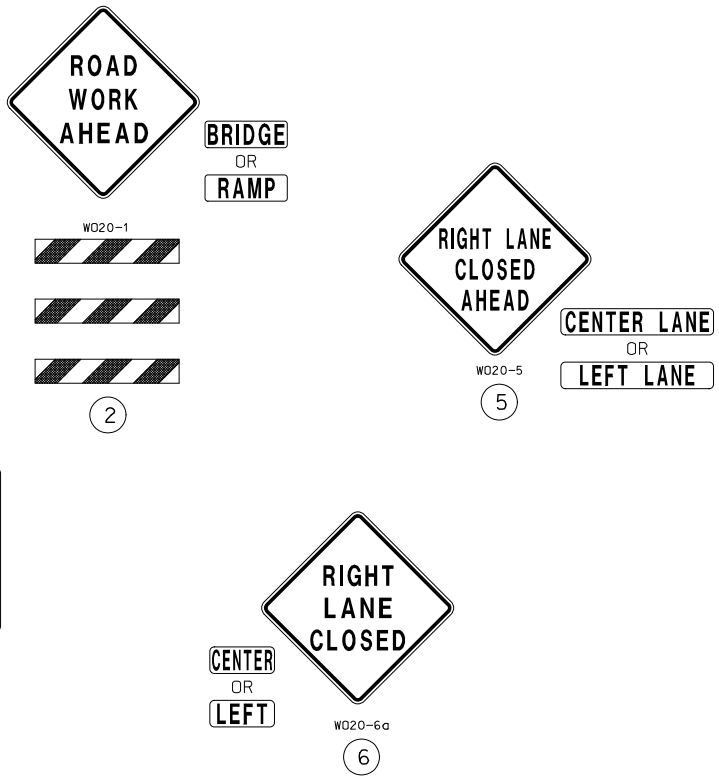 ROAD
WORK
AHEAD
BRIDGE
OR
RAMP
WO20-1
2
RIGHT LANE
CLOSED
AHEAD
CENTER LANE
OR
LEFT LANE
WO20-5
5
RIGHT
LANE
CLOSED
CENTER
OR
LEFT
WO20-6a
6